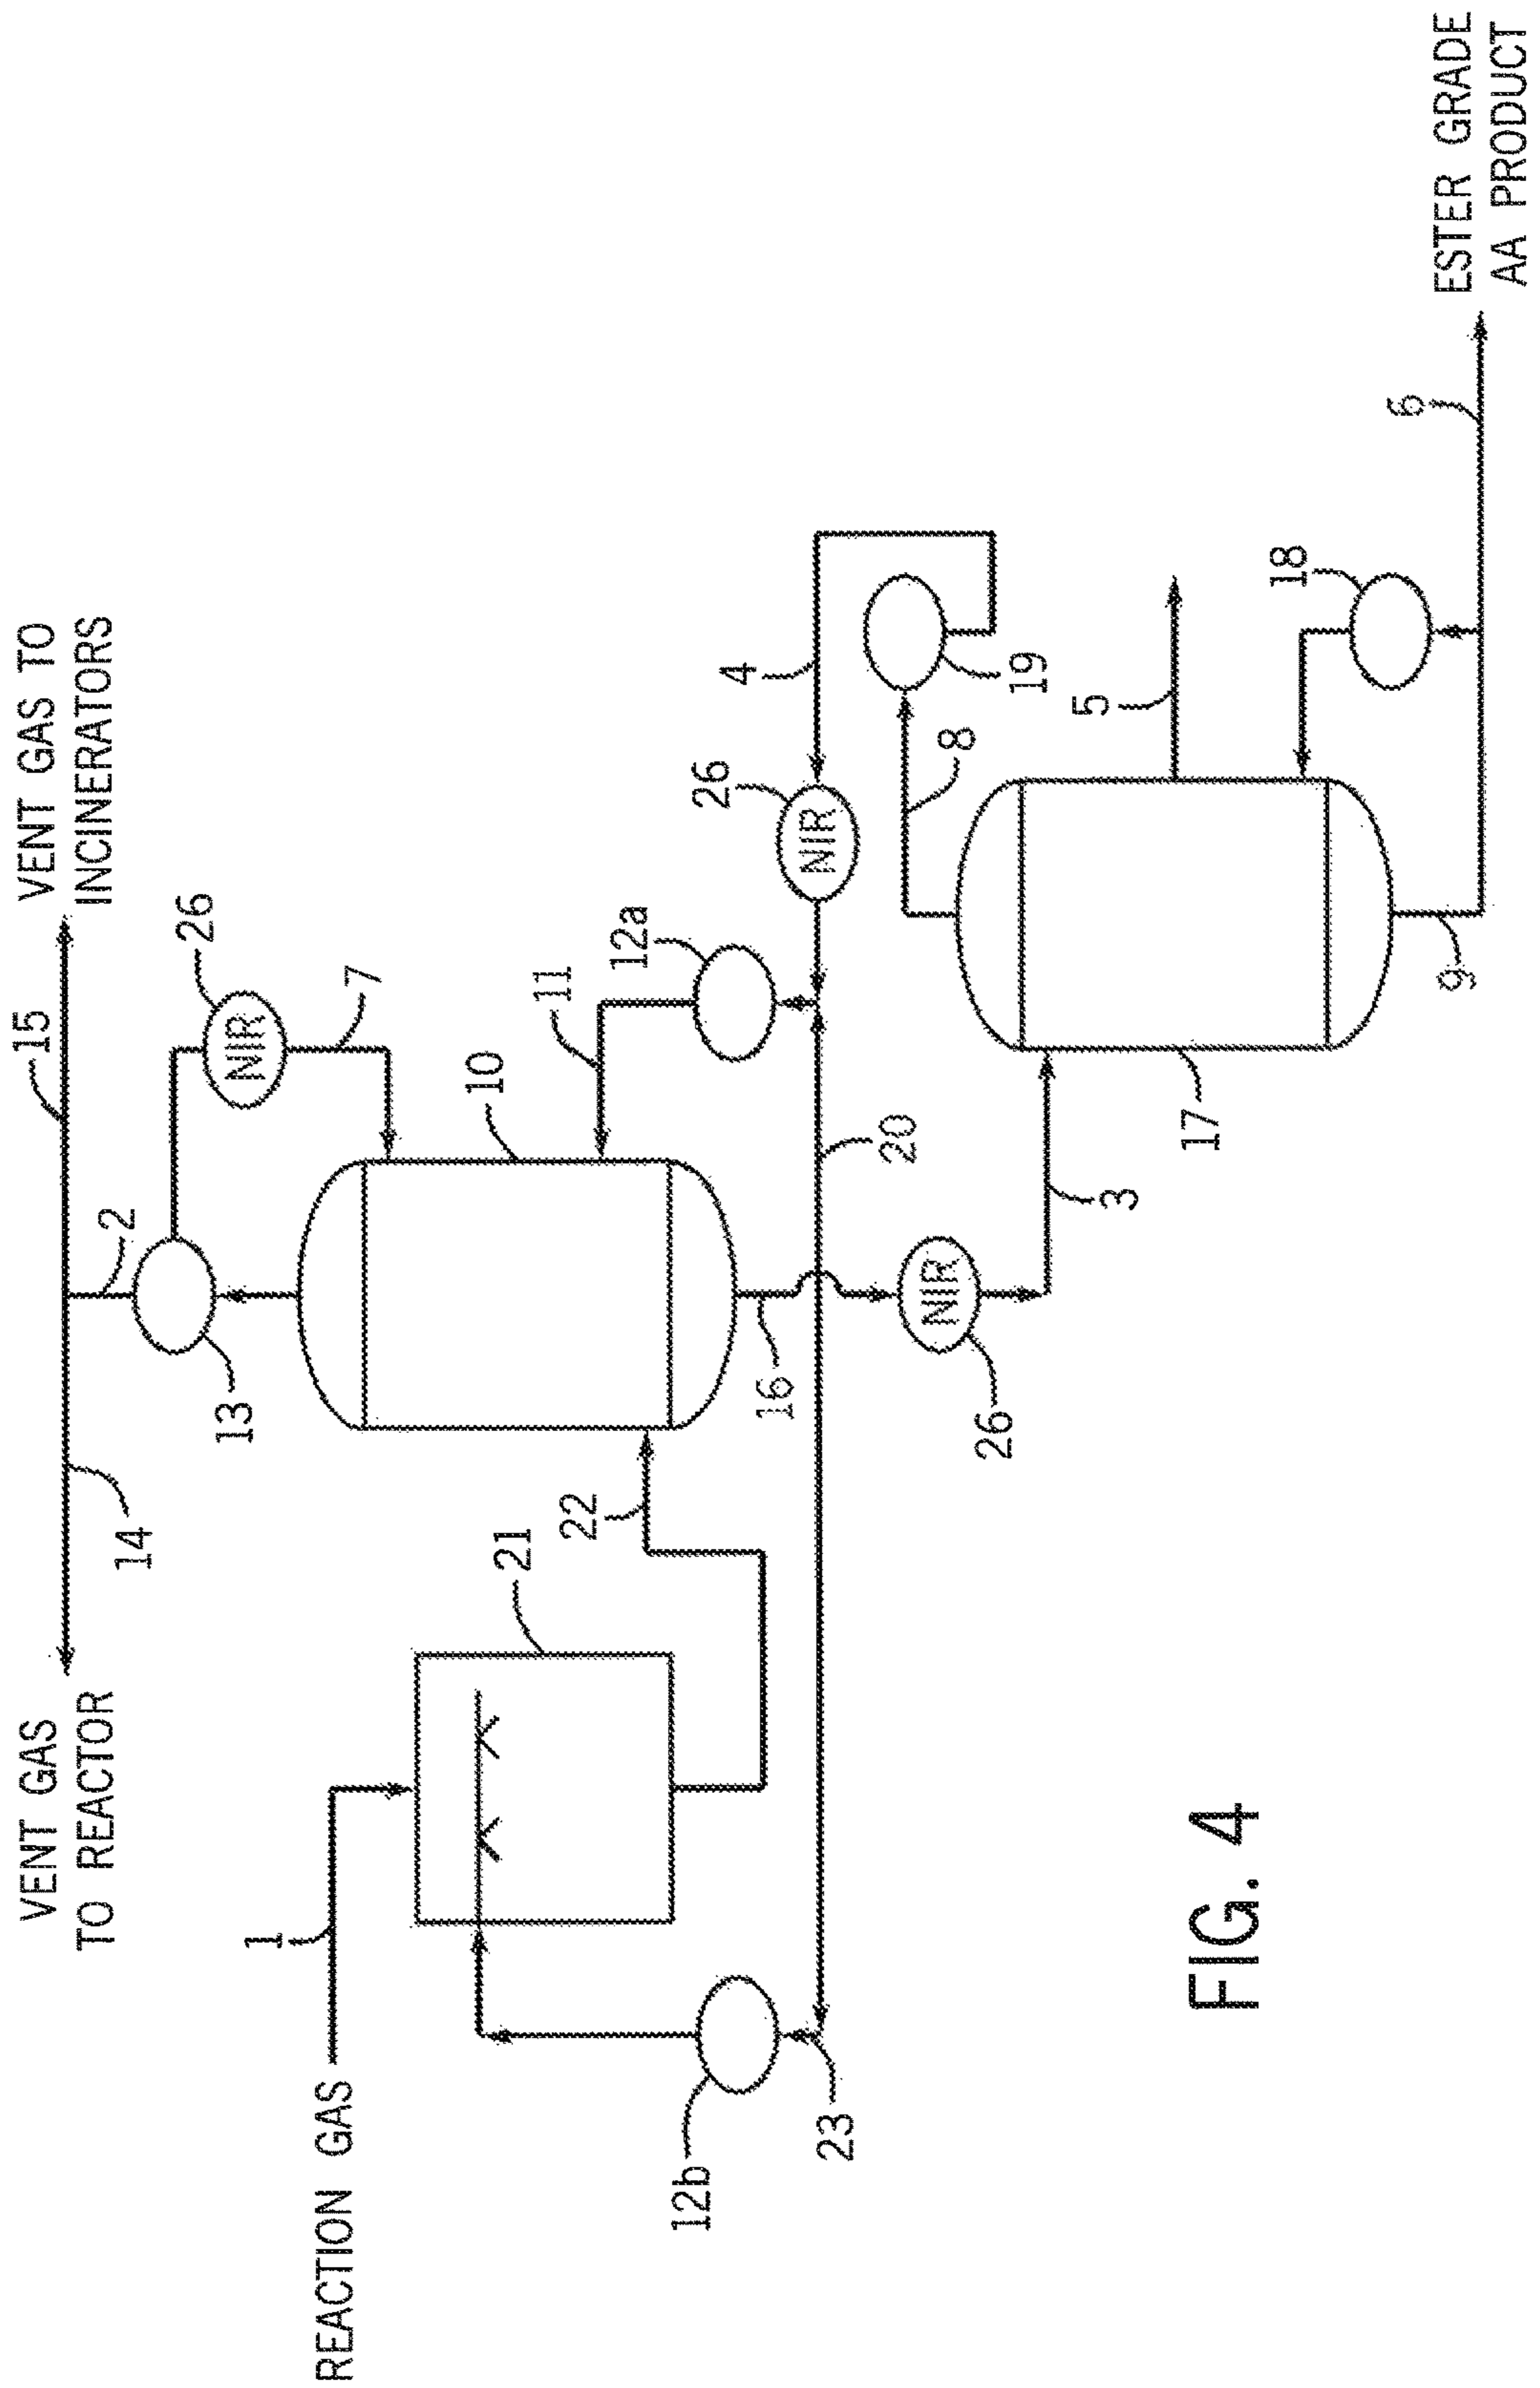 VENT GAS
TO REACTOR
VENT GAS TO
INCINERATORS
14
15
2
13
26
NIR
7
REACTION GAS
1
21
22
10
11
12a
12b
23
16
20
26
NIR
4
26
NIR
19
8
3
17
5
18
9
6
ESTER GRADE
AA PRODUCT
FIG. 4